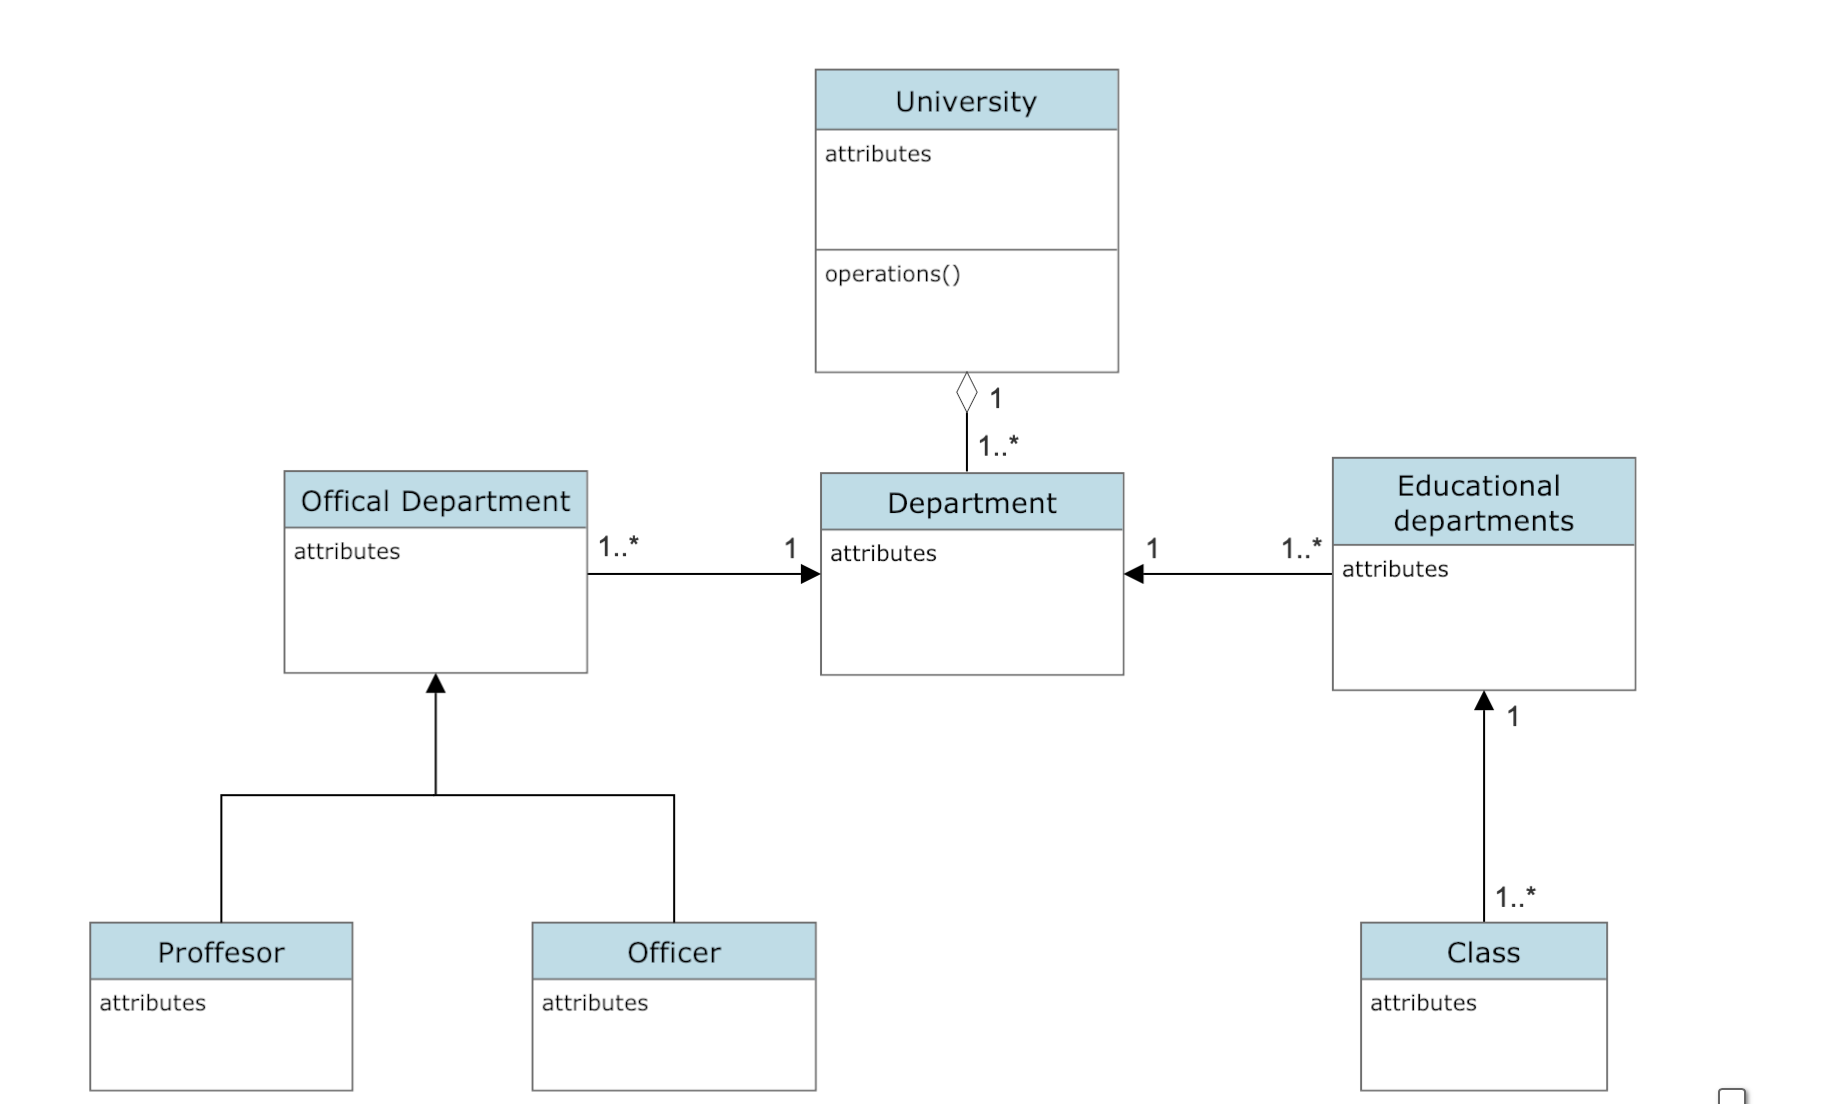 University
attributes
operations()
1
1..*
Offical Department
attributes
1..*
1
Department
attributes
1
1..*
Educational
departments
attributes
1
1..*
Proffesor
attributes
Officer
attributes
Class
attributes